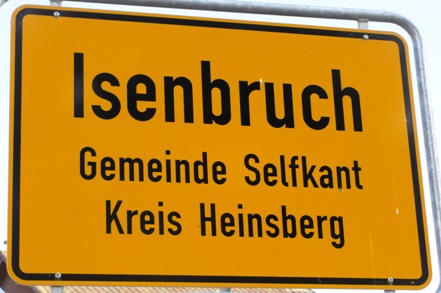 Isenbruch
Gemeinde Selfkant
Kreis Heinsberg